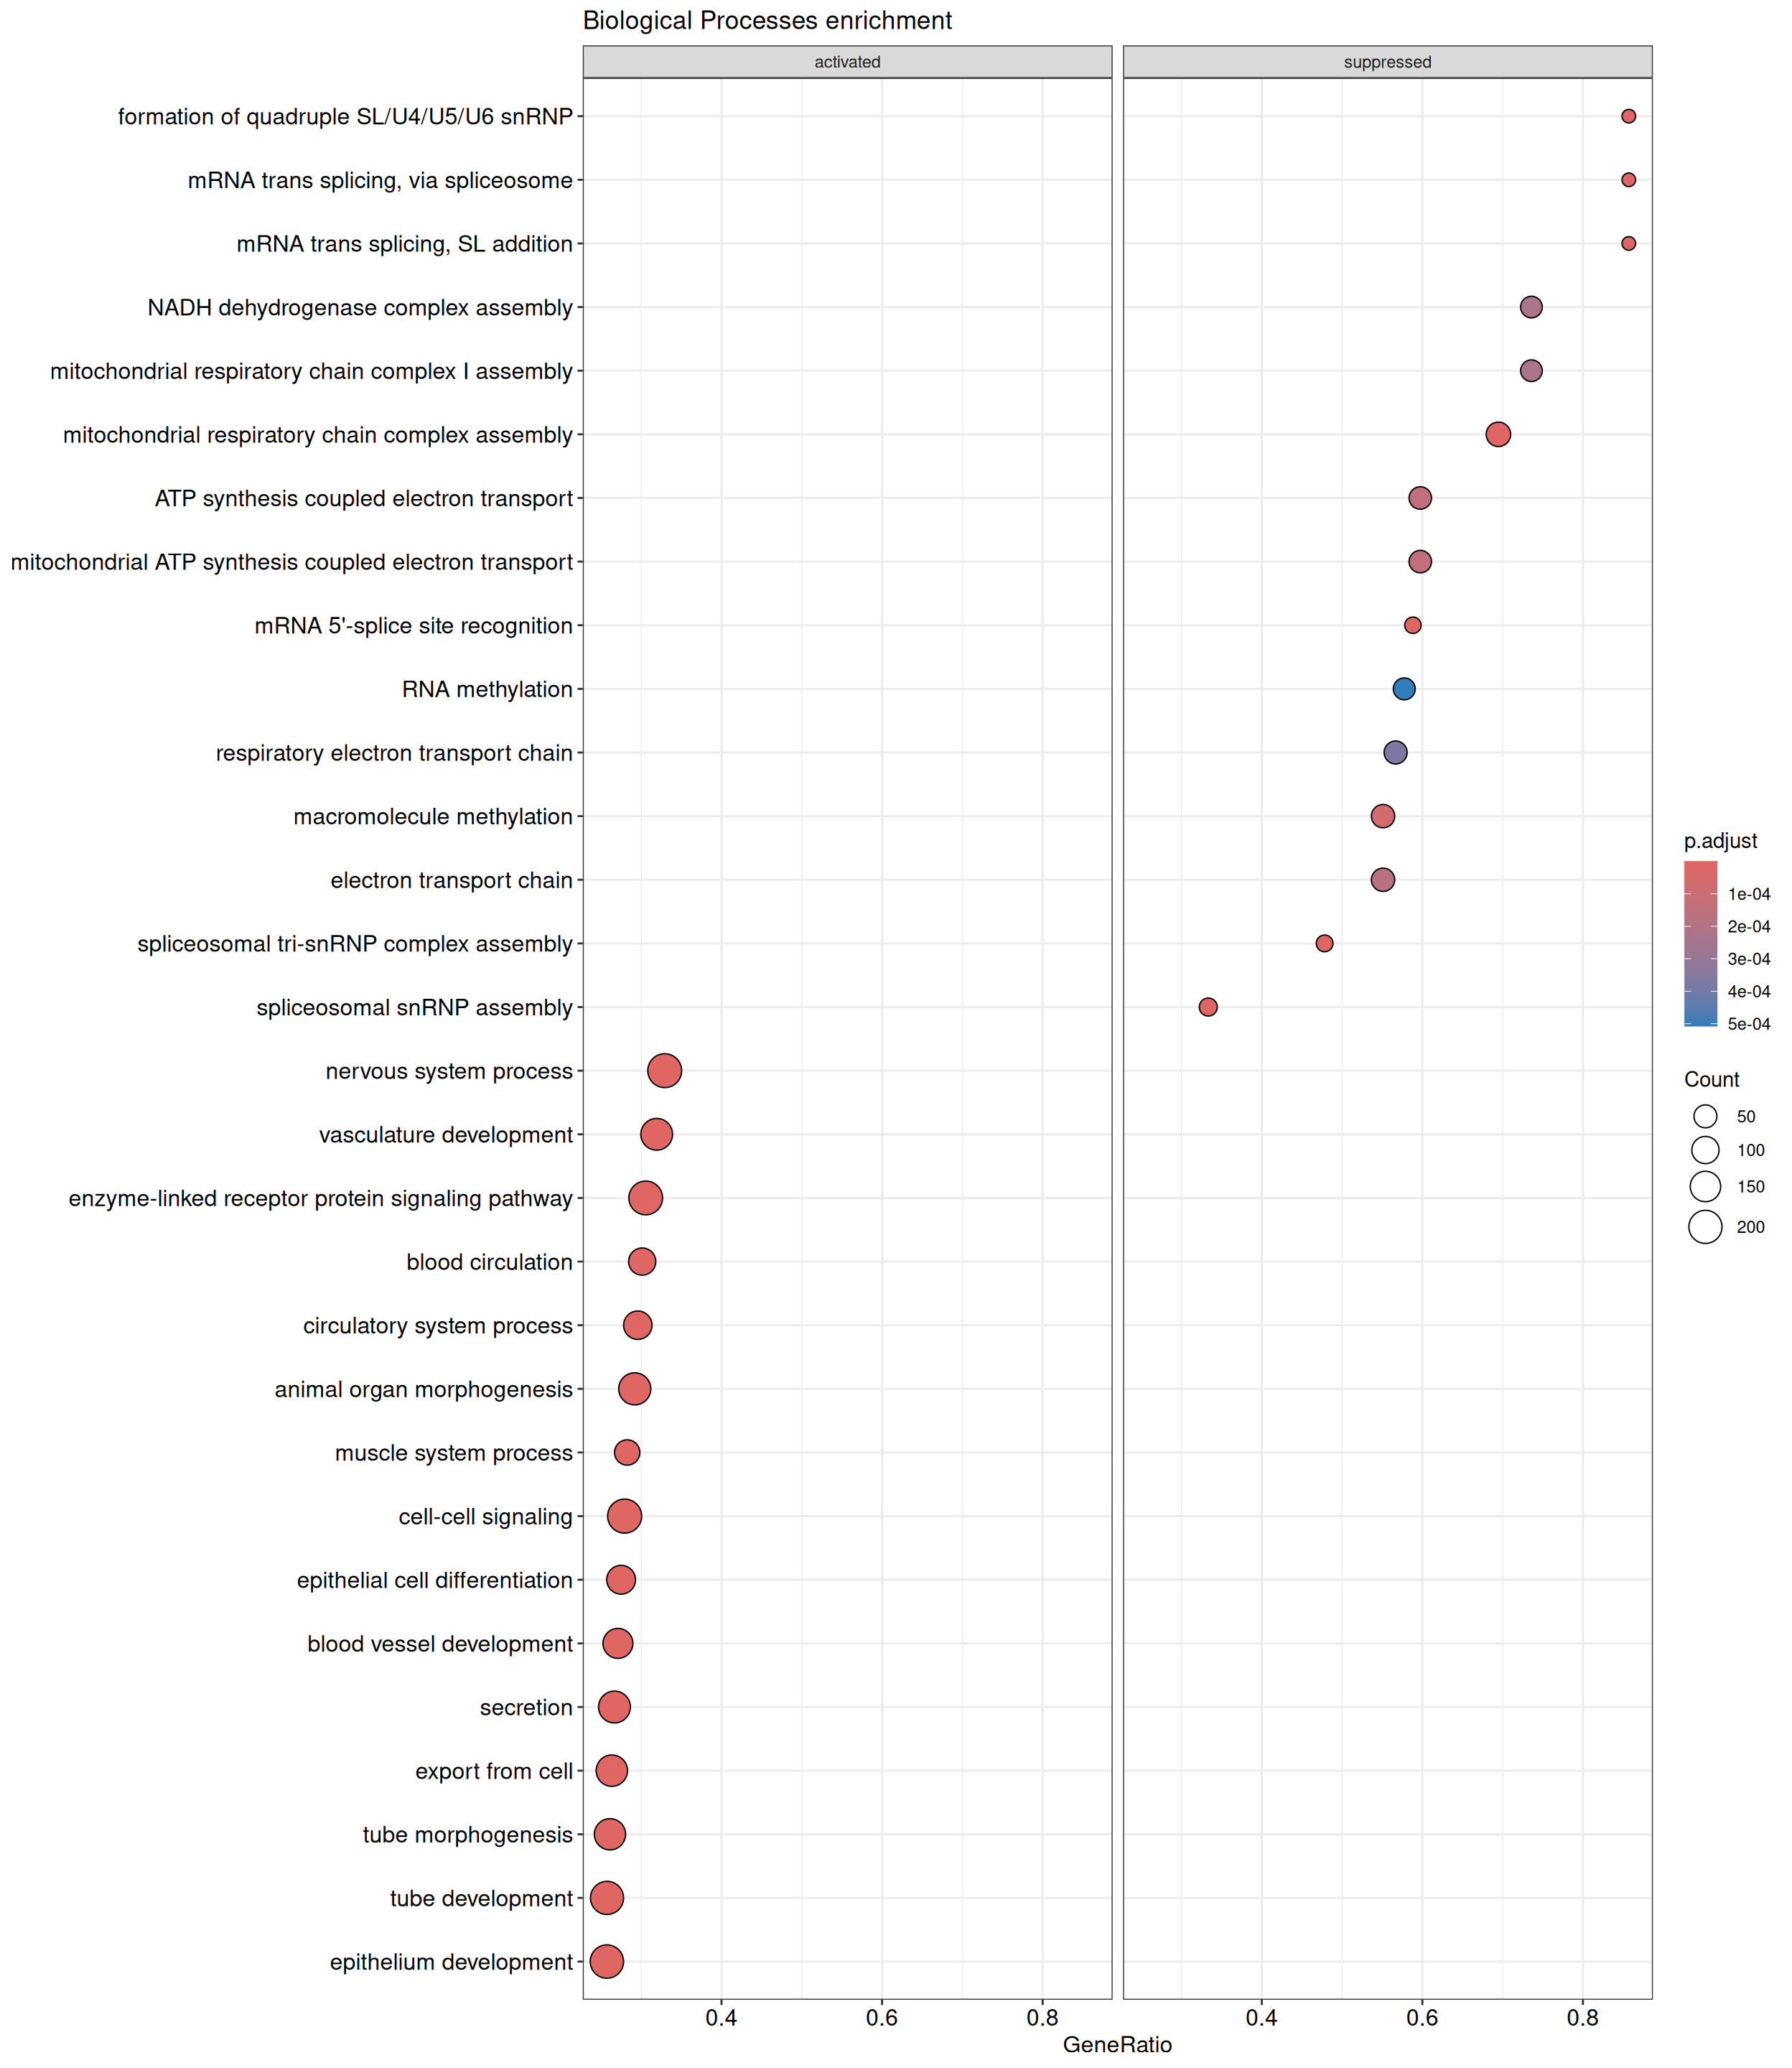 Biological Processes enrichment
activated
suppressed
formation of quadruple SL/U4/U5/U6 snRNP
mRNA trans splicing, via spliceosome
mRNA trans splicing, SL addition
NADH dehydrogenase complex assembly
mitochondrial respiratory chain complex I assembly
mitochondrial respiratory chain complex assembly
ATP synthesis coupled electron transport
mitochondrial ATP synthesis coupled electron transport
mRNA 5'-splice site recognition
RNA methylation
respiratory electron transport chain
macromolecule methylation
electron transport chain
spliceosomal tri-snRNP complex assembly
spliceosomal snRNP assembly
nervous system process
vasculature development
enzyme-linked receptor protein signaling pathway
blood circulation
circulatory system process
animal organ morphogenesis
muscle system process
cell-cell signaling
epithelial cell differentiation
blood vessel development
secretion
export from cell
tube morphogenesis
tube development
epithelium development
0.4 0.6 0.8
0.4 0.6 0.8
GeneRatio
p.adjust
1e-04
2e-04
3e-04
4e-04
5e-04
Count
50
100
150
200